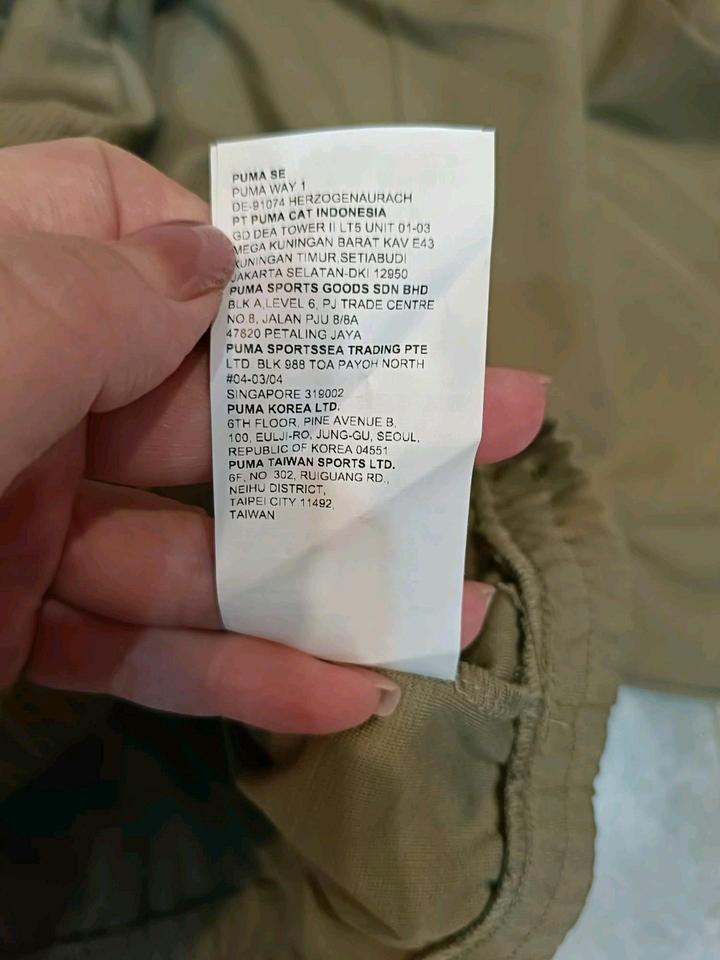 PUMA SE
PUMA WAY 1
DE-91074 HERZOGENAURACH
PT PUMA CAT INDONESIA
GD DEA TOWER II LT5 UNIT 01-03
MEGA KUNINGAN BARAT KAV E43
KUNINGAN TIMUR,SETIABUDI
JAKARTA SELATAN-DKI 12950
PUMA SPORTS GOODS SDN BHD
BLK A,LEVEL 6, PJ TRADE CENTRE
NO.8, JALAN PJU 8/8A
47820 PETALING JAYA
PUMA SPORTSSEA TRADING PTE
LTD BLK 988 TOA PAYOH NORTH
#04-03/04
SINGAPORE 319002
PUMA KOREA LTD.
6TH FLOOR, PINE AVENUE B,
100, EULJI-RO, JUNG-GU, SEOUL,
REPUBLIC OF KOREA 04551
PUMA TAIWAN SPORTS LTD.
6F, NO. 302, RUIGUANG RD.,
NEIHU DISTRICT,
TAIPEI CITY 11492,
TAIWAN